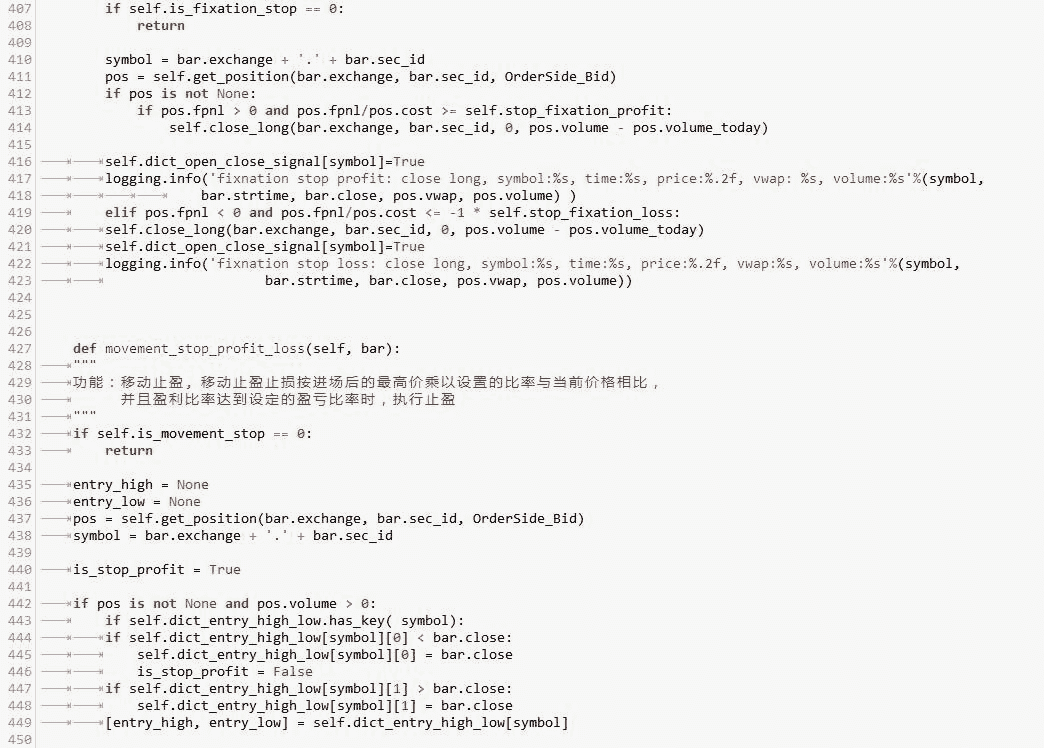 407 if self.is_fixation_stop == 0:
408 return
409
410 symbol = bar.exchange + '.' + bar.sec_id
411 pos = self.get_position(bar.exchange, bar.sec_id, OrderSide_Bid)
412 if pos is not None:
413 if pos.fpnl > 0 and pos.fpnl/pos.cost >= self.stop_fixation_profit:
414 self.close_long(bar.exchange, bar.sec_id, 0, pos.volume - pos.volume_today)
415
416 self.dict_open_close_signal[symbol]=True
417 logging.info('fixnation stop profit: close long, symbol:%s, time:%s, price:%.2f, vwap: %s, volume:%s'%(symbol,
418 bar.strtime, bar.close, pos.vwap, pos.volume) )
419 elif pos.fpnl < 0 and pos.fpnl/pos.cost <= -1 * self.stop_fixation_loss:
420 self.close_long(bar.exchange, bar.sec_id, 0, pos.volume - pos.volume_today)
421 self.dict_open_close_signal[symbol]=True
422 logging.info('fixnation stop loss: close long, symbol:%s, time:%s, price:%.2f, vwap:%s, volume:%s'%(symbol,
423 bar.strtime, bar.close, pos.vwap, pos.volume))
424
425
426
427 def movement_stop_profit_loss(self, bar):
428 """
429 功能：移动止盈，移动止盈止损按进场后的最高价乘以设置的比率与当前价格相比，
430 并且盈利比率达到设定的盈亏比率时，执行止盈
431 """
432 if self.is_movement_stop == 0:
433 return
434
435 entry_high = None
436 entry_low = None
437 pos = self.get_position(bar.exchange, bar.sec_id, OrderSide_Bid)
438 symbol = bar.exchange + '.' + bar.sec_id
439
440 is_stop_profit = True
441
442 if pos is not None and pos.volume > 0:
443 if self.dict_entry_high_low.has_key( symbol):
444 if self.dict_entry_high_low[symbol][0] < bar.close:
445 self.dict_entry_high_low[symbol][0] = bar.close
446 is_stop_profit = False
447 if self.dict_entry_high_low[symbol][1] > bar.close:
448 self.dict_entry_high_low[symbol][1] = bar.close
449 [entry_high, entry_low] = self.dict_entry_high_low[symbol]
450